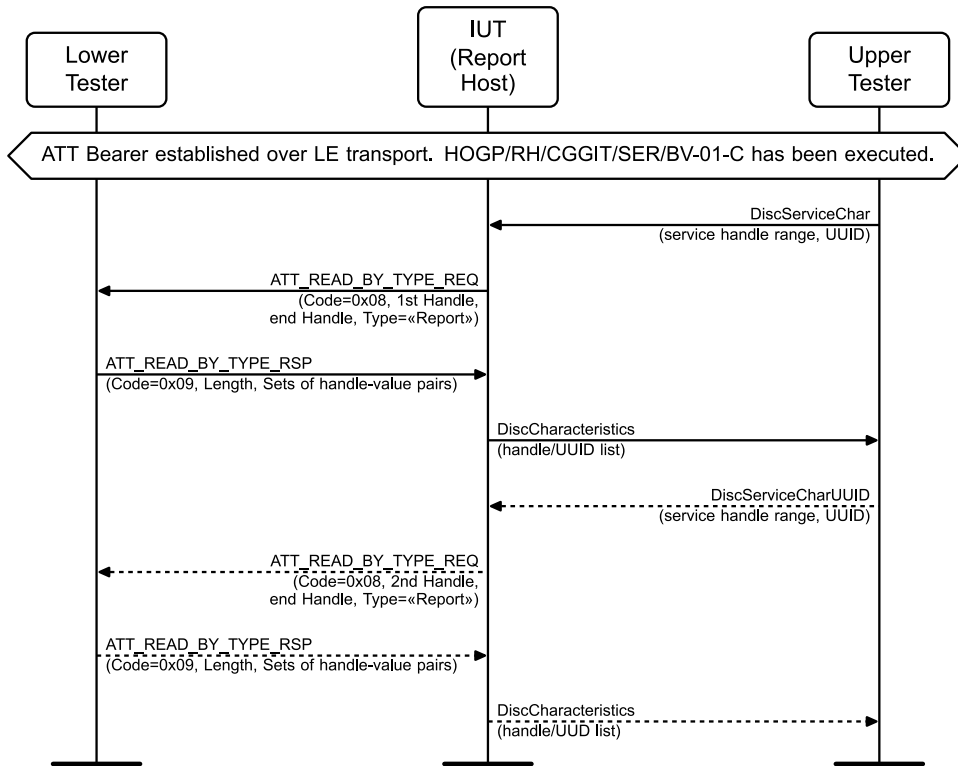 Lower
Tester
IUT
(Report
Host)
Upper
Tester
ATT Bearer established over LE transport. HOGP/RH/CGGIT/SER/BV-01-C has been executed.
DiscServiceChar
(service handle range, UUID)
ATT_READ_BY_TYPE_REQ
(Code=0x08, 1st Handle,
end Handle, Type=«Report»)
ATT_READ_BY_TYPE_RSP
(Code=0x09, Length, Sets of handle-value pairs)
DiscCharacteristics
(handle/UUID list)
DiscServiceCharUUID
(service handle range, UUID)
ATT_READ_BY_TYPE_REQ
(Code=0x08, 2nd Handle,
end Handle, Type=«Report»)
ATT_READ_BY_TYPE_RSP
(Code=0x09, Length, Sets of handle-value pairs)
DiscCharacteristics
(handle/UUD list)